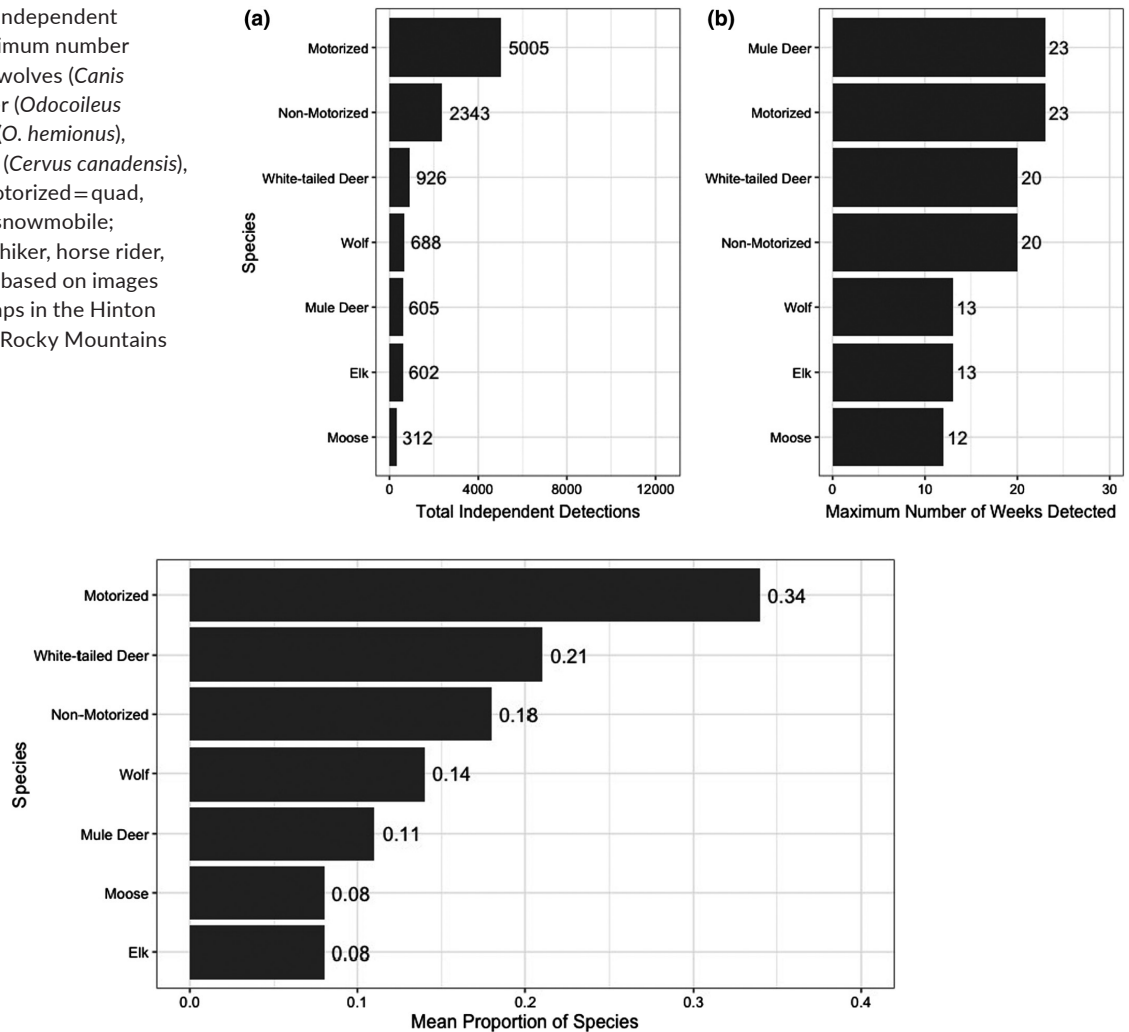 independent
imum number
wolves (Canis
r (Odocoileus
(O. hemionus),
(Cervus canadensis),
otorized=quad,
snowmobile;
hiker, horse rider,
based on images
aps in the Hinton
Rocky Mountains
(a)
Species
Motorized 5005
Non-Motorized 2343
White-tailed Deer 926
Wolf 688
Mule Deer 605
Elk 602
Moose 312
0 4000 8000 12000
Total Independent Detections
(b)
Mule Deer 23
Motorized 23
White-tailed Deer 20
Non-Motorized 20
Wolf 13
Elk 13
Moose 12
0 10 20 30
Maximum Number of Weeks Detected
Species
Motorized 0.34
White-tailed Deer 0.21
Non-Motorized 0.18
Wolf 0.14
Mule Deer 0.11
Moose 0.08
Elk 0.08
0.0 0.1 0.2 0.3 0.4
Mean Proportion of Species